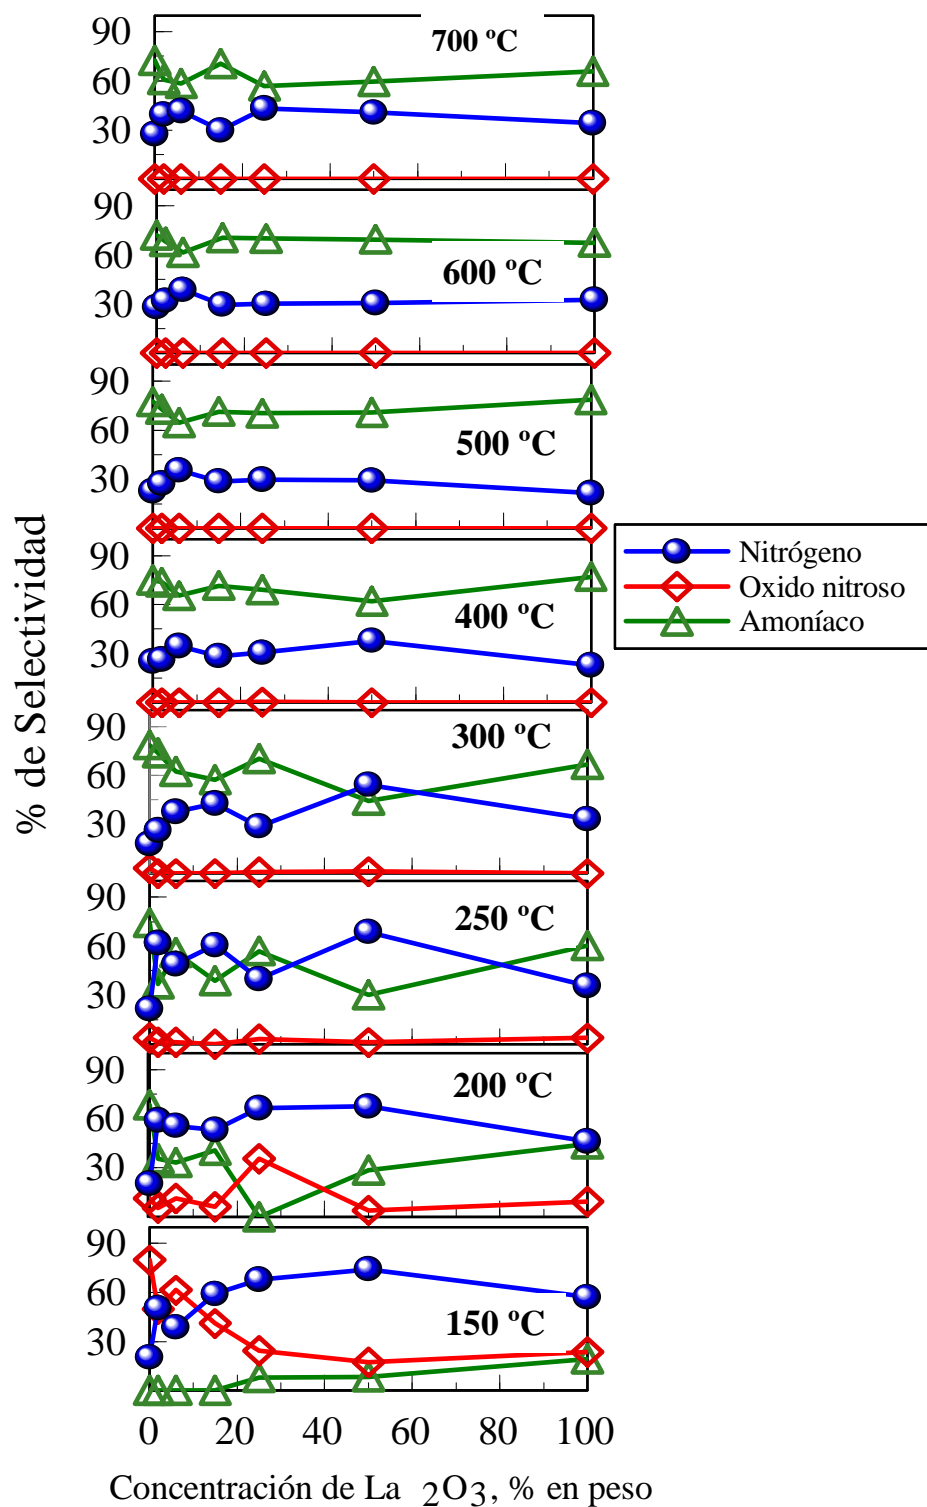 90
60
30
700 ºC
90
60
30
600 ºC
90
60
30
500 ºC
90
60
30
400 ºC
90
60
30
300 ºC
90
60
30
250 ºC
90
60
30
200 ºC
90
60
30
150 ºC
0 20 40 60 80 100
Concentración de La 2O3, % en peso
% de Selectividad
Nitrógeno
Oxido nitroso
Amoníaco